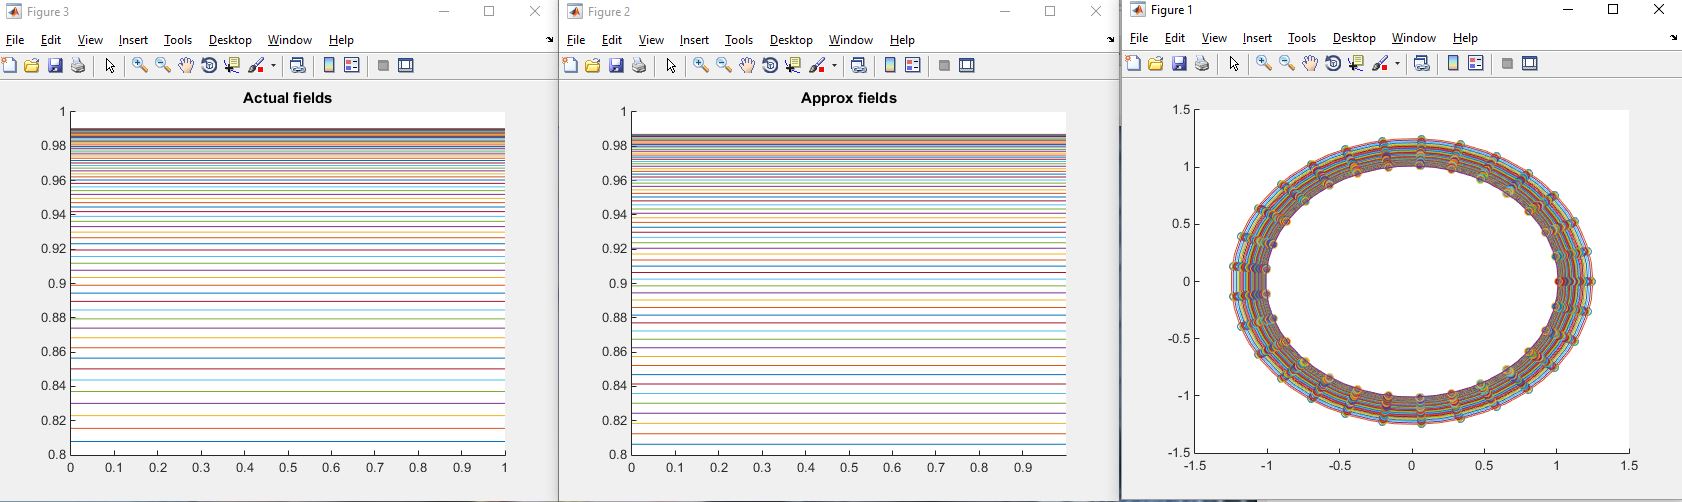 Figure 3
File Edit View Insert Tools Desktop Window Help
Actual fields
1
0.98
0.96
0.94
0.92
0.9
0.88
0.86
0.84
0.82
0.8
0 0.1 0.2 0.3 0.4 0.5 0.6 0.7 0.8 0.9 1
Figure 2
File Edit View Insert Tools Desktop Window Help
Approx fields
1
0.98
0.96
0.94
0.92
0.9
0.88
0.86
0.84
0.82
0.8
0 0.1 0.2 0.3 0.4 0.5 0.6 0.7 0.8 0.9
Figure 1
File Edit View Insert Tools Desktop Window Help
1.5
1
0.5
0
-0.5
-1
-1.5
-1.5 -1 -0.5 0 0.5 1 1.5